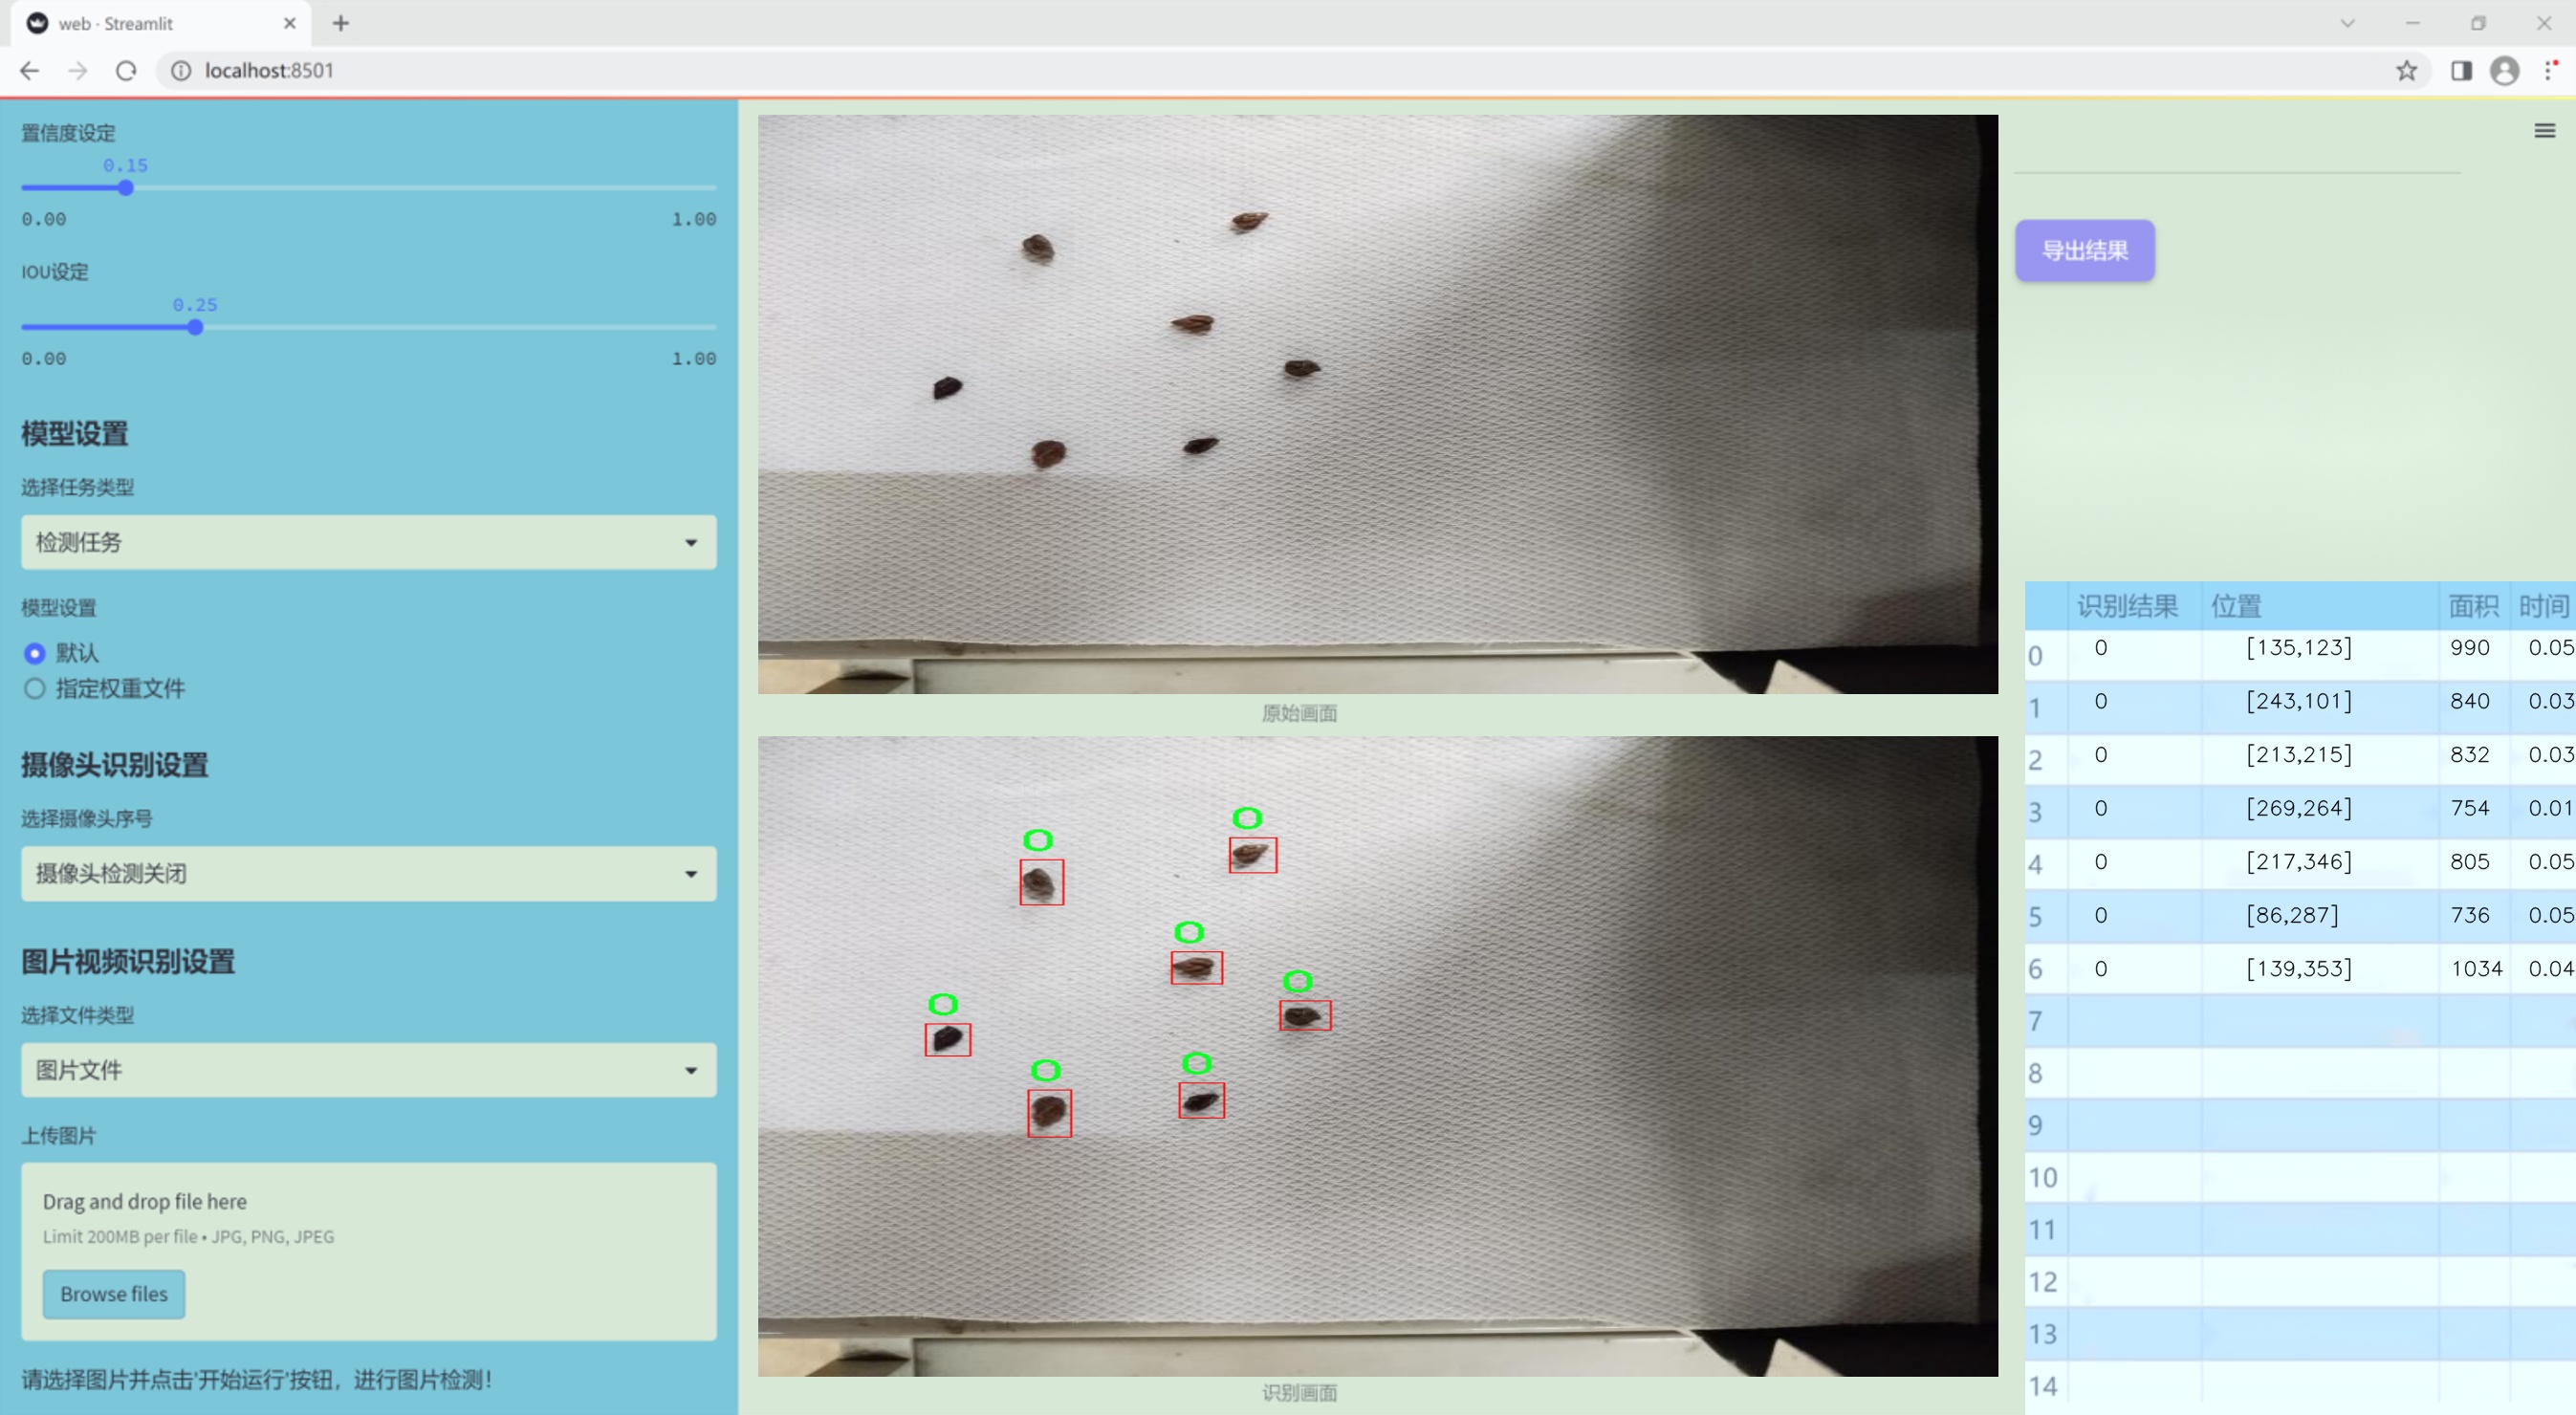 web · Streamlit
localhost:8501
置信度设定
0.15
0.00 1.00
IOU设定
0.25
0.00 1.00
模型设置
选择任务类型
检测任务
模型设置
默认
指定权重文件
摄像头识别设置
选择摄像头序号
摄像头检测关闭
图片视频识别设置
选择文件类型
图片文件
上传图片
Drag and drop file here
Limit 200MB per file • JPG, PNG, JPEG
Browse files
请选择图片并点击'开始运行'按钮，进行图片检测！
原始画面
0
0
0
0
0
0
0
识别画面
导出结果
识别结果 位置 面积 时间
0 0 [135,123] 990 0.05
1 0 [243,101] 840 0.03
2 0 [213,215] 832 0.03
3 0 [269,264] 754 0.01
4 0 [217,346] 805 0.05
5 0 [86,287] 736 0.05
6 0 [139,353] 1034 0.04
7
8
9
10
11
12
13
14